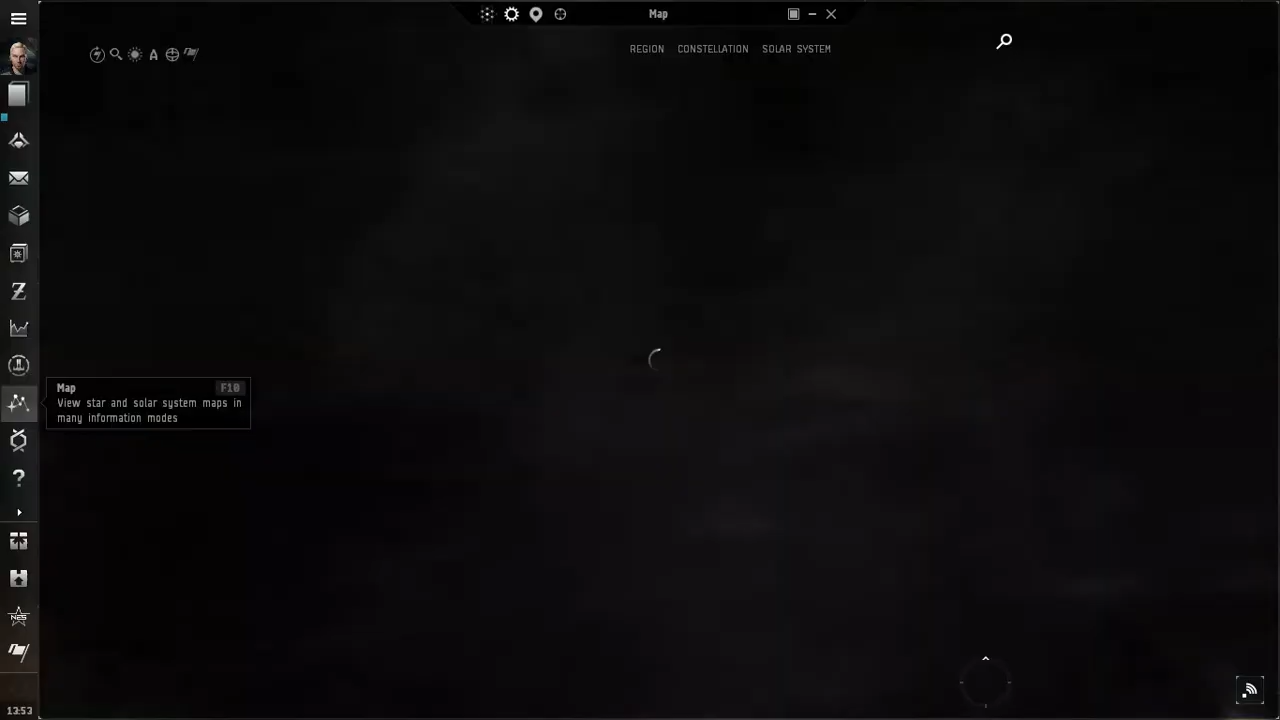 Map
REGION CONSTELLATION SOLAR SYSTEM
A
Z
Map F10
View star and solar system maps in
many information modes
?
NES
13:53